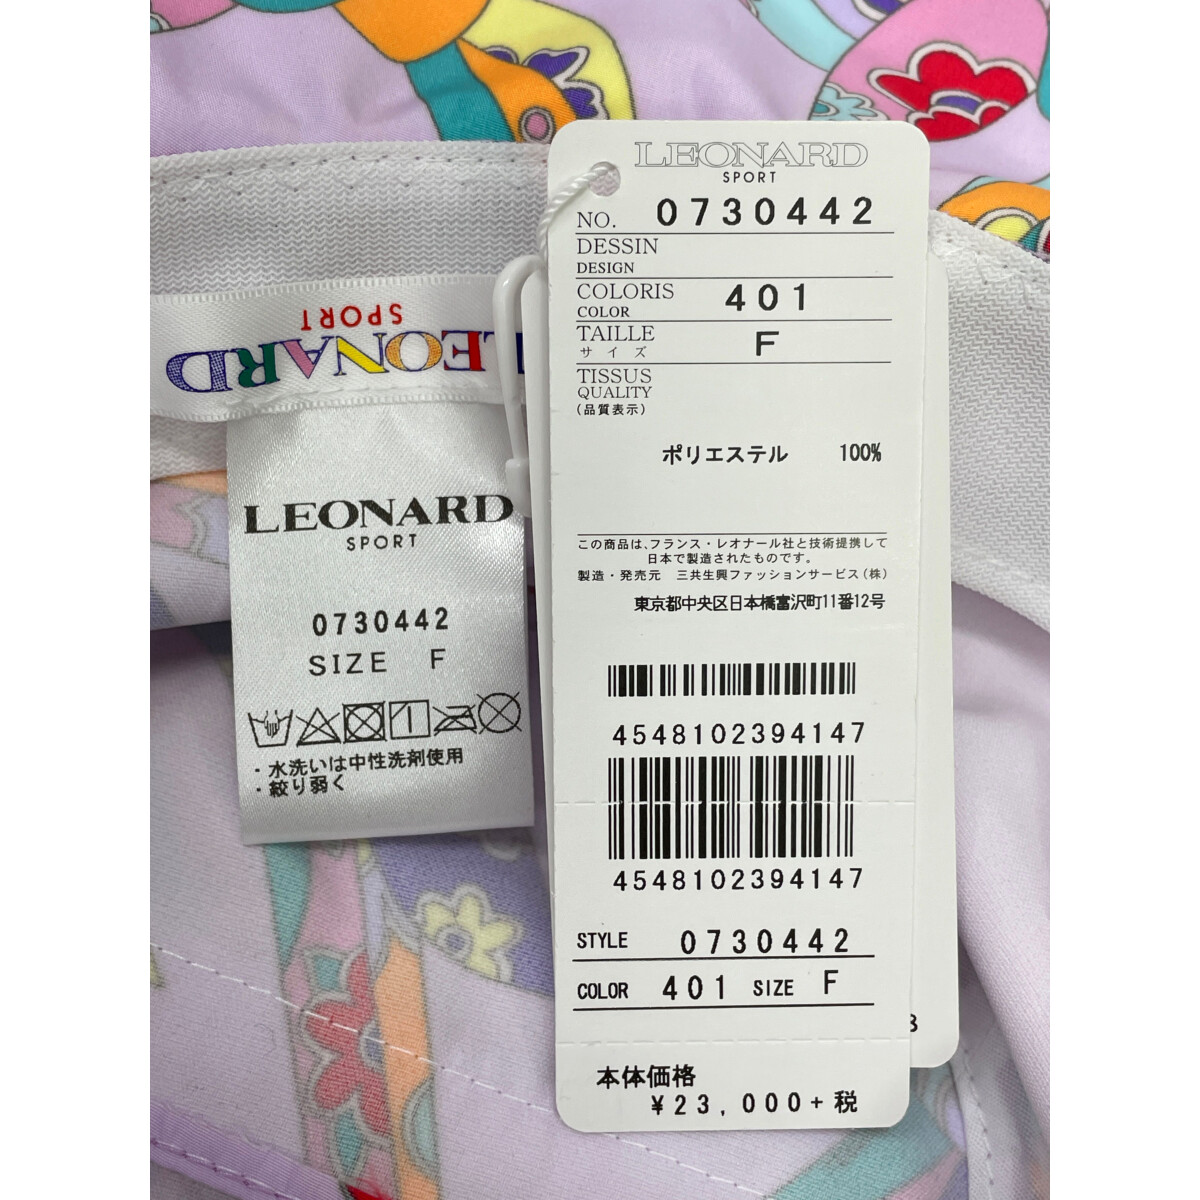 LEONARD
SPORT
NO. 0730442
DESSIN
DESIGN
COLORIS
COLOR 401
TAILLE
サイズ F
TISSUS
QUALITY
(品質表示)
ポリエステル 100%
この商品は、フランス・レオナール社と技術提携して
日本で製造されたものです。
製造・発売元 三共生興ファッションサービス(株)
東京都中央区日本橋富沢町11番12号
4548102394147
4548102394147
STYLE 0730442
COLOR 401 SIZE F
本体価格
¥23,000+税
LEONARD
SPORT
LEONARD
SPORT
0730442
SIZE F
・水洗いは中性洗剤使用
・絞り弱く